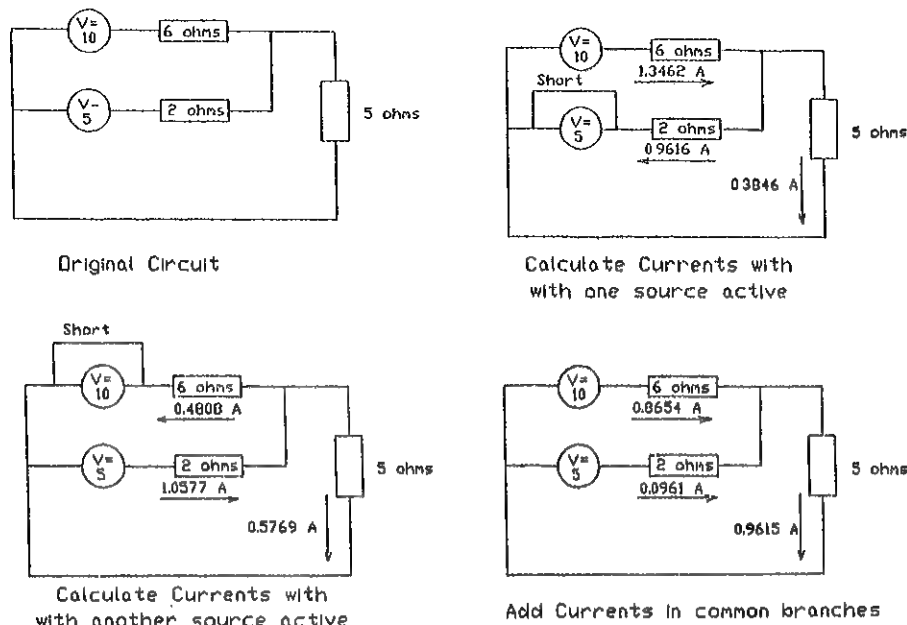 V=
10
6 ohms
V-
5
2 ohms
5 ohms
Original Circuit
V=
10
6 ohms
1.3462 A
Short
V=
5
2 ohms
0.9616 A
5 ohms
0.3846 A
Calculate Currents with
with one source active
Short
V=
10
6 ohms
0.4808 A
V=
5
2 ohms
1.0577 A
5 ohms
0.5769 A
Calculate Currents with
with another source active
V=
10
6 ohms
0.8654 A
V=
5
2 ohms
0.0961 A
5 ohms
0.9615 A
Add Currents in common branches